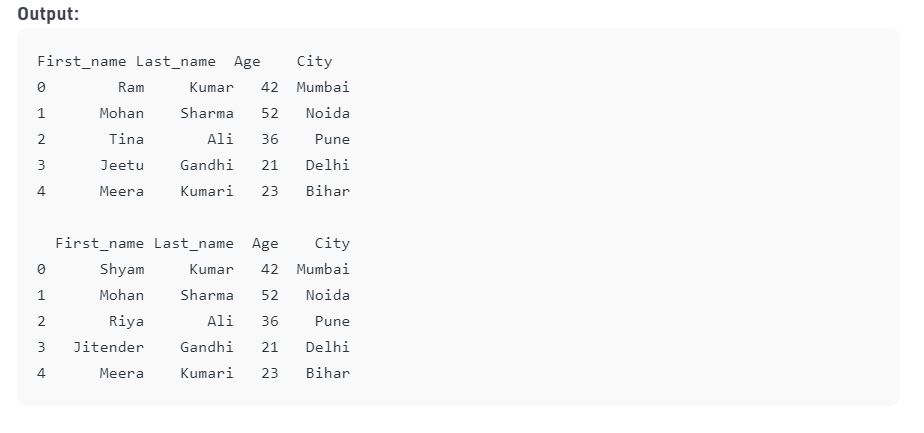 Output:
First_name Last_name  Age    City
0        Ram     Kumar   42  Mumbai
1      Mohan    Sharma   52   Noida
2       Tina       Ali   36    Pune
3      Jeetu    Gandhi   21   Delhi
4      Meera    Kumari   23   Bihar
  First_name Last_name  Age    City
0      Shyam     Kumar   42  Mumbai
1      Mohan    Sharma   52   Noida
2       Riya       Ali   36    Pune
3   Jitender    Gandhi   21   Delhi
4      Meera    Kumari   23   Bihar